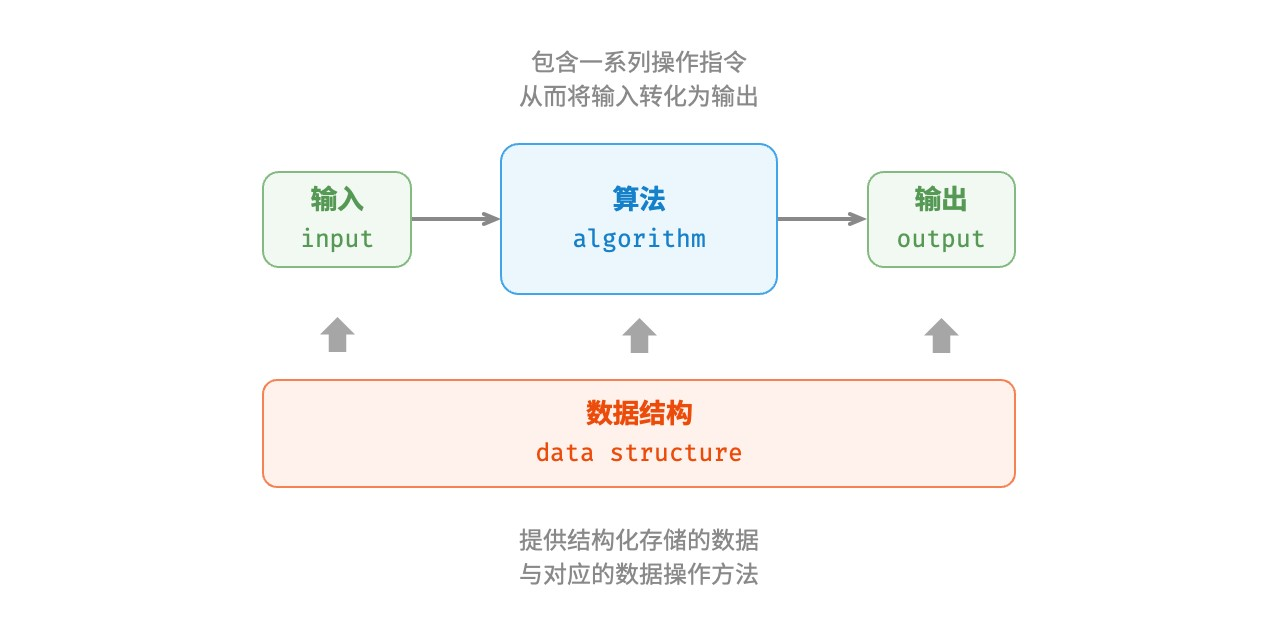 包含一系列操作指令
从而将输入转化为输出
输入
input
算法
algorithm
输出
output
数据结构
data structure
提供结构化存储的数据
与对应的数据操作方法